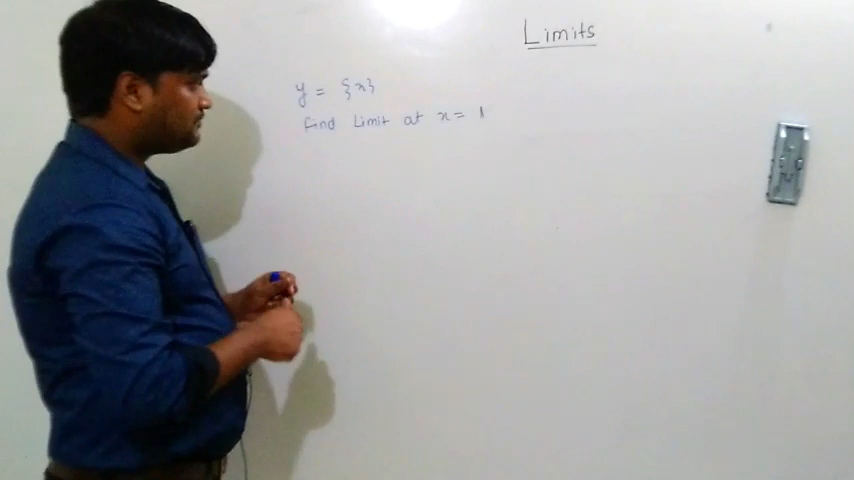 Limits
y = {x}
find Limit at x = 1